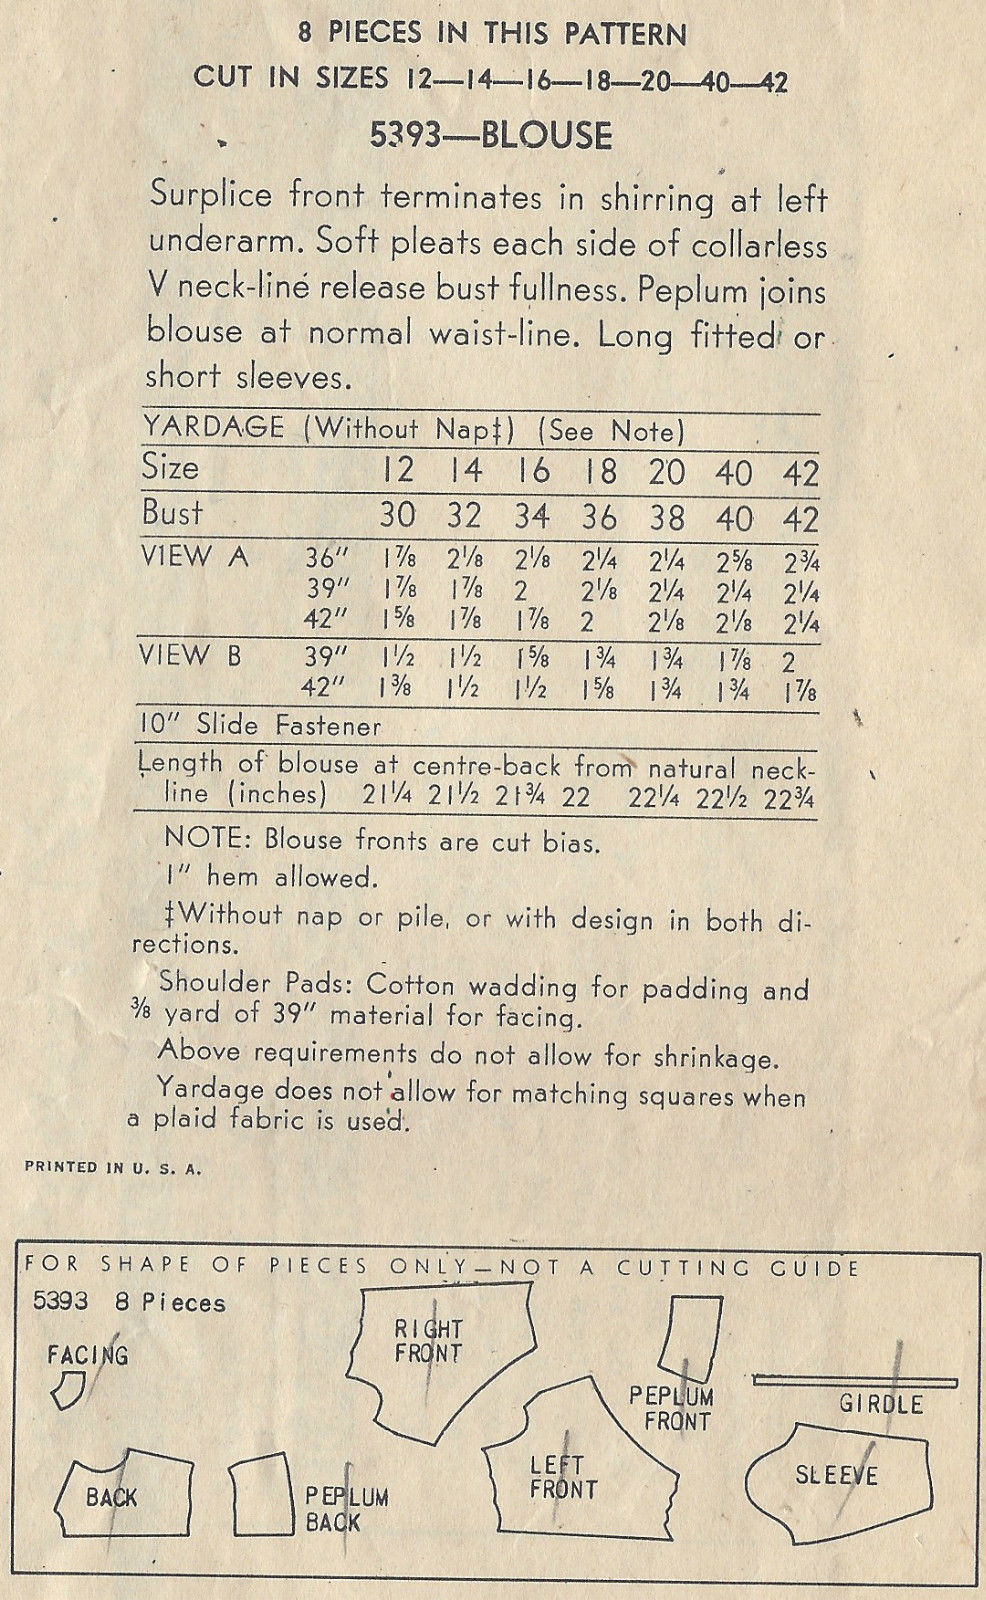 8 PIECES IN THIS PATTERN
CUT IN SIZES 12—14—16—18—20—40—42
5393—BLOUSE
Surplice front terminates in shirring at left
underarm. Soft pleats each side of collarless
V neck-line release bust fullness. Peplum joins
blouse at normal waist-line. Long fitted or
short sleeves.
YARDAGE (Without Nap‡) (See Note)
Size 12 14 16 18 20 40 42
Bust 30 32 34 36 38 40 42
VIEW A 36" 1⅞ 2⅛ 2⅛ 2¼ 2¼ 2⅝ 2¾
39" 1⅞ 1⅞ 2 2⅛ 2¼ 2¼ 2¼
42" 1⅝ 1⅞ 1⅞ 2 2⅛ 2⅛ 2¼
VIEW B 39" 1½ 1½ 1⅝ 1¾ 1¾ 1⅞ 2
42" 1⅜ 1½ 1½ 1⅝ 1¾ 1¾ 1⅞
10" Slide Fastener
Length of blouse at centre-back from natural neck-
line (inches) 21¼ 21½ 21¾ 22 22¼ 22½ 22¾
NOTE: Blouse fronts are cut bias.
1" hem allowed.
‡Without nap or pile, or with design in both di-
rections.
Shoulder Pads: Cotton wadding for padding and
⅜ yard of 39" material for facing.
Above requirements do not allow for shrinkage.
Yardage does not allow for matching squares when
a plaid fabric is used.
PRINTED IN U. S. A.
FOR SHAPE OF PIECES ONLY—NOT A CUTTING GUIDE
5393 8 Pieces
FACING
RIGHT
FRONT
PEPLUM
FRONT
GIRDLE
BACK
PEPLUM
BACK
LEFT
FRONT
SLEEVE